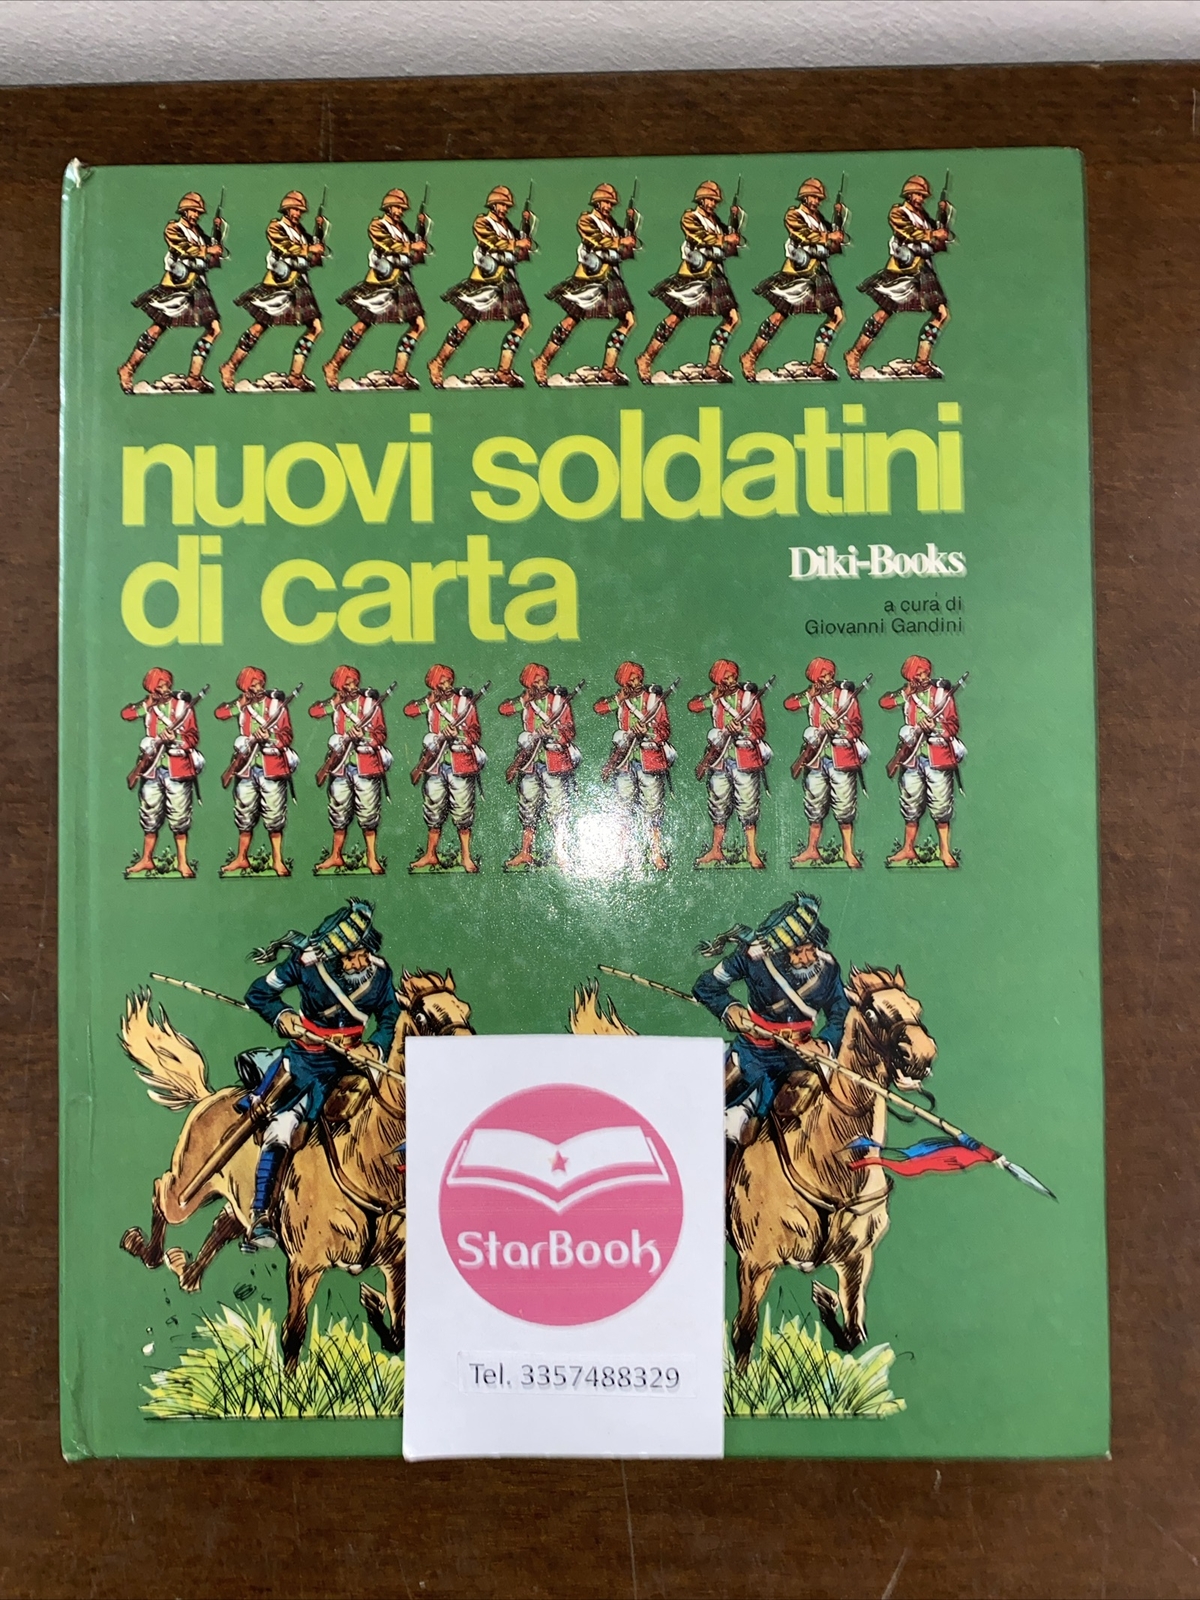 nuovi soldatini
di carta
Diki-Books
a cura di
Giovanni Gandini
StarBook
Tel. 3357488329